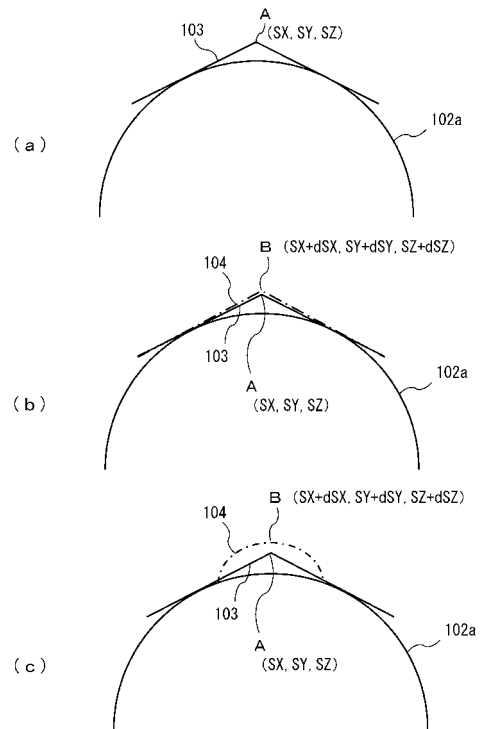 A
(SX, SY, SZ)
103
102a
(a)
B (SX+dSX, SY+dSY, SZ+dSZ)
104
103
102a
A
(SX, SY, SZ)
(b)
B (SX+dSX, SY+dSY, SZ+dSZ)
104
103
102a
A
(SX, SY, SZ)
(c)